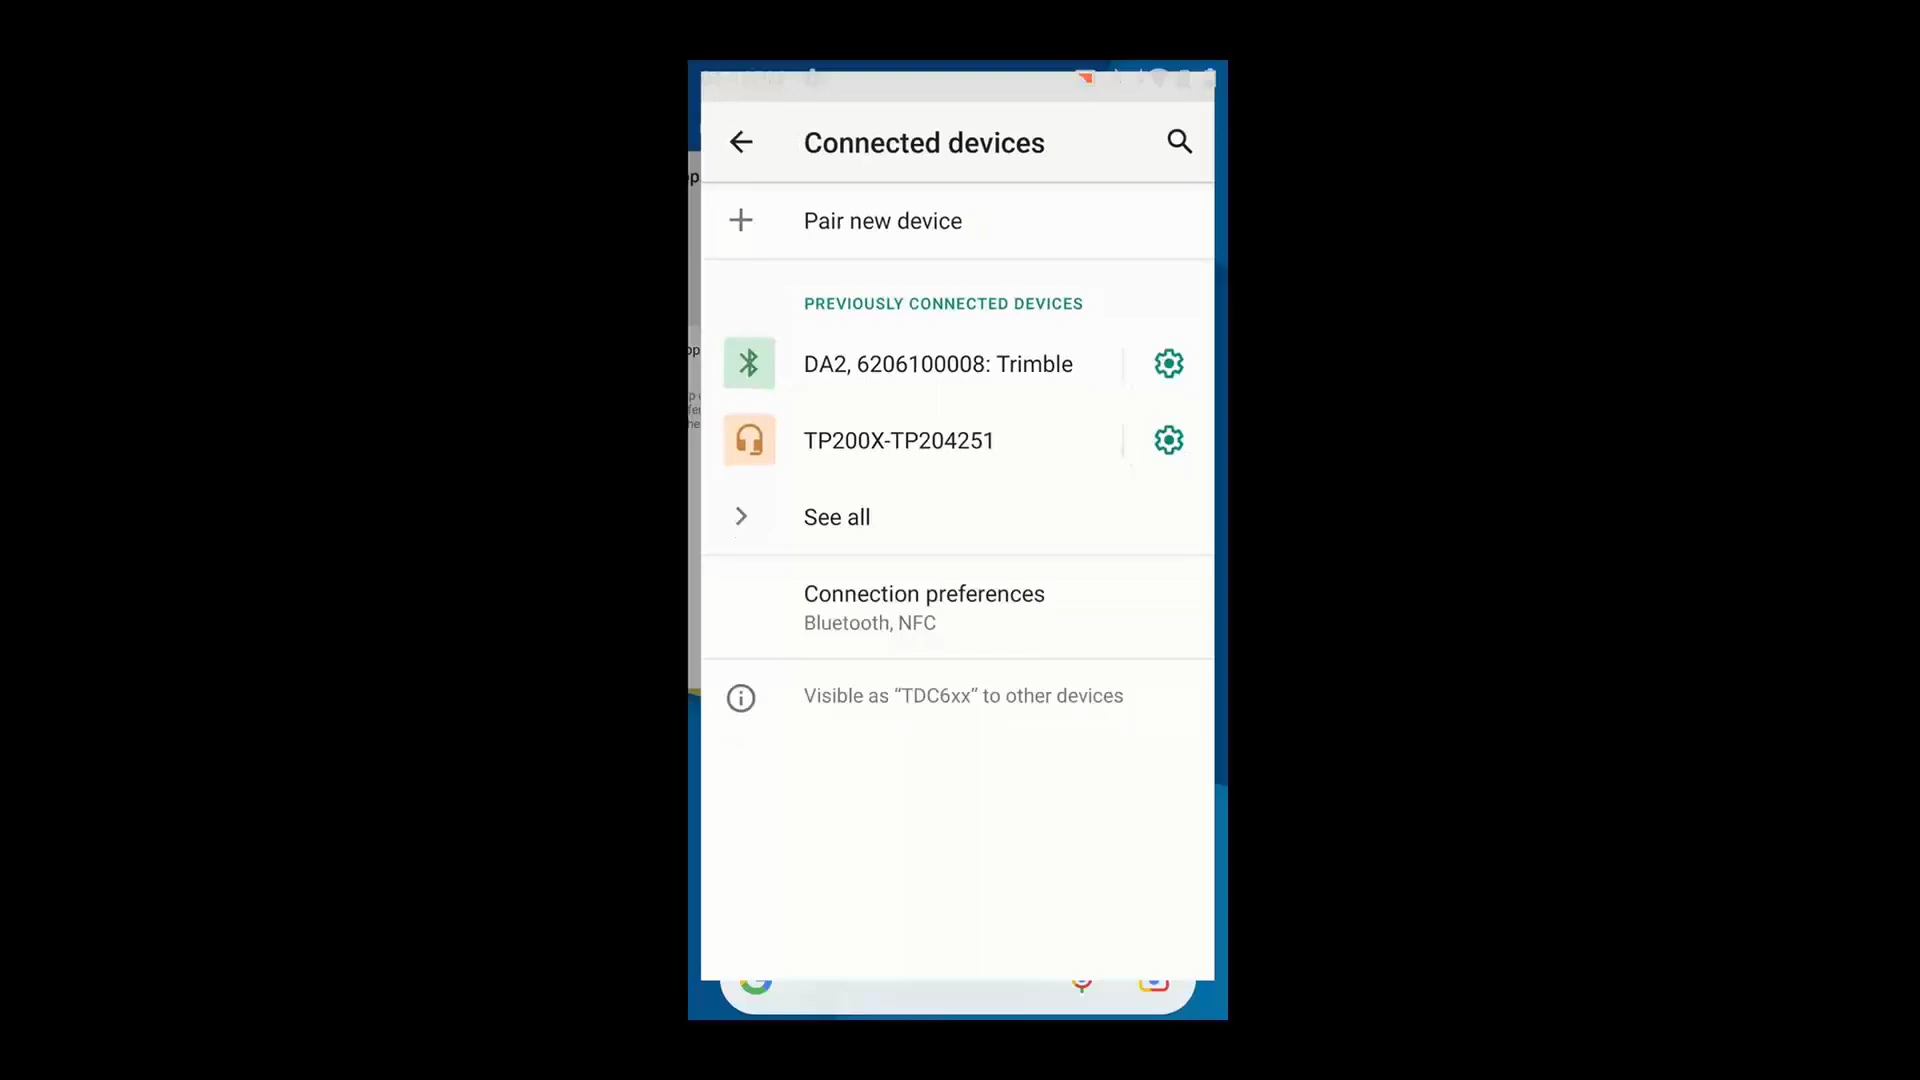 Connected devices
Pair new device
PREVIOUSLY CONNECTED DEVICES
DA2, 6206100008: Trimble
TP200X-TP204251
See all
Connection preferences
Bluetooth, NFC
Visible as “TDC6xx” to other devices